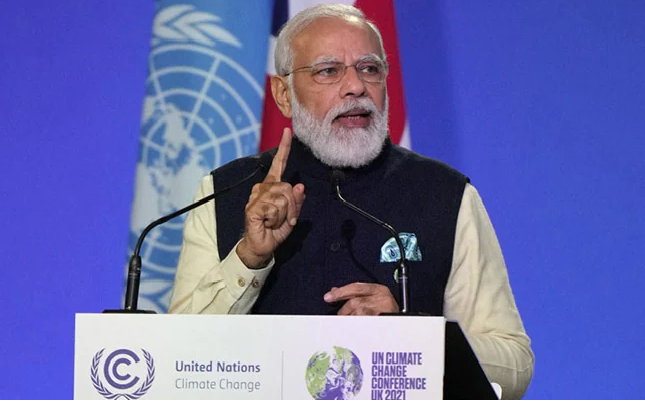 United Nations
Climate Change
UN CLIMATE
CHANGE
CONFERENCE
UK 2021